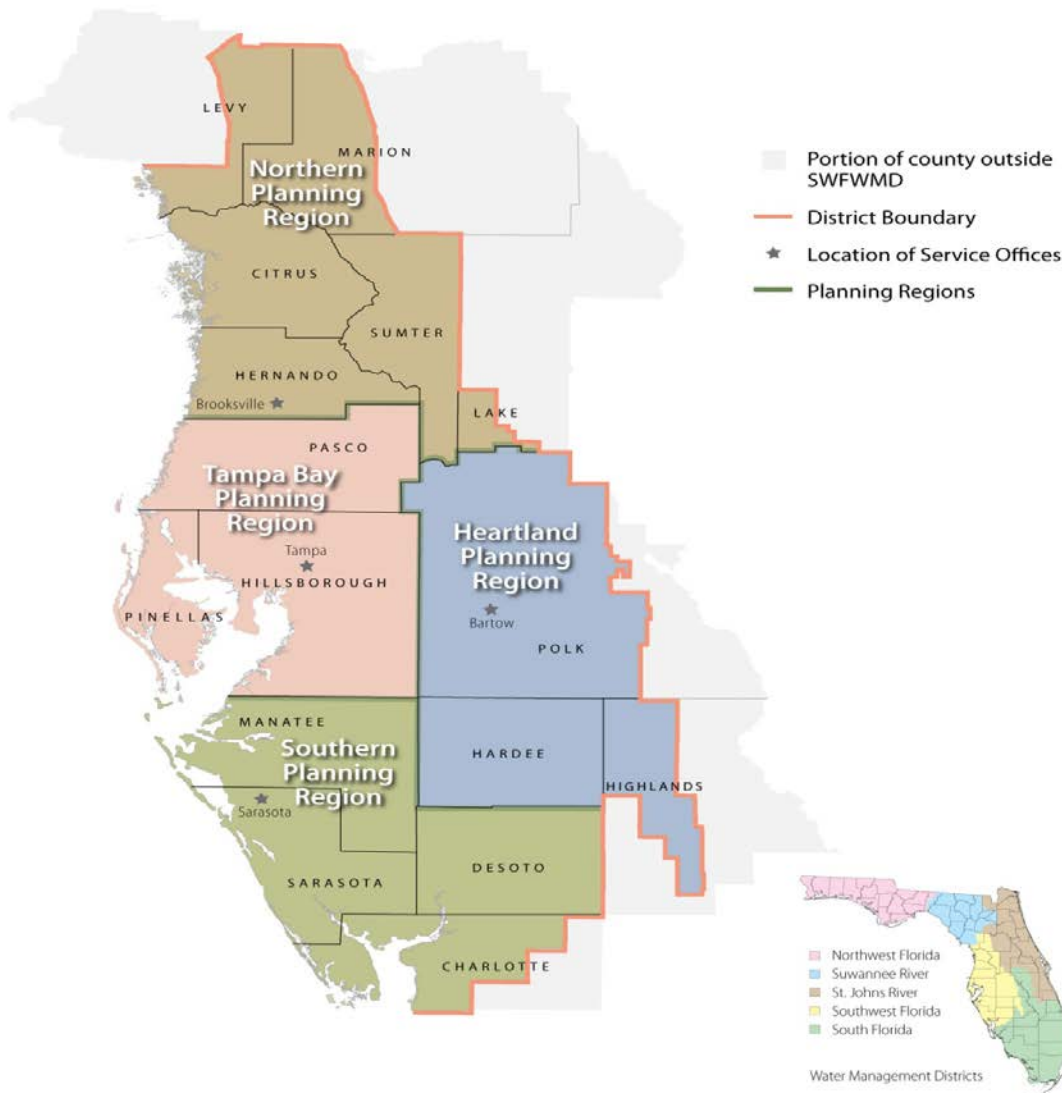 LEVY
MARION
Northern
Planning
Region
CITRUS
SUMTER
HERNANDO
Brooksville
LAKE
PASCO
Tampa Bay
Planning
Region
Tampa
HILLSBOROUGH
PINELLAS
Heartland
Planning
Region
Bartow
POLK
MANATEE
Southern
Planning
Region
HARDEE
HIGHLANDS
Sarasota
SARASOTA
DESOTO
CHARLOTTE
Portion of county outside
SWFWMD
District Boundary
Location of Service Offices
Planning Regions
Northwest Florida
Suwannee River
St. Johns River
Southwest Florida
South Florida
Water Management Districts